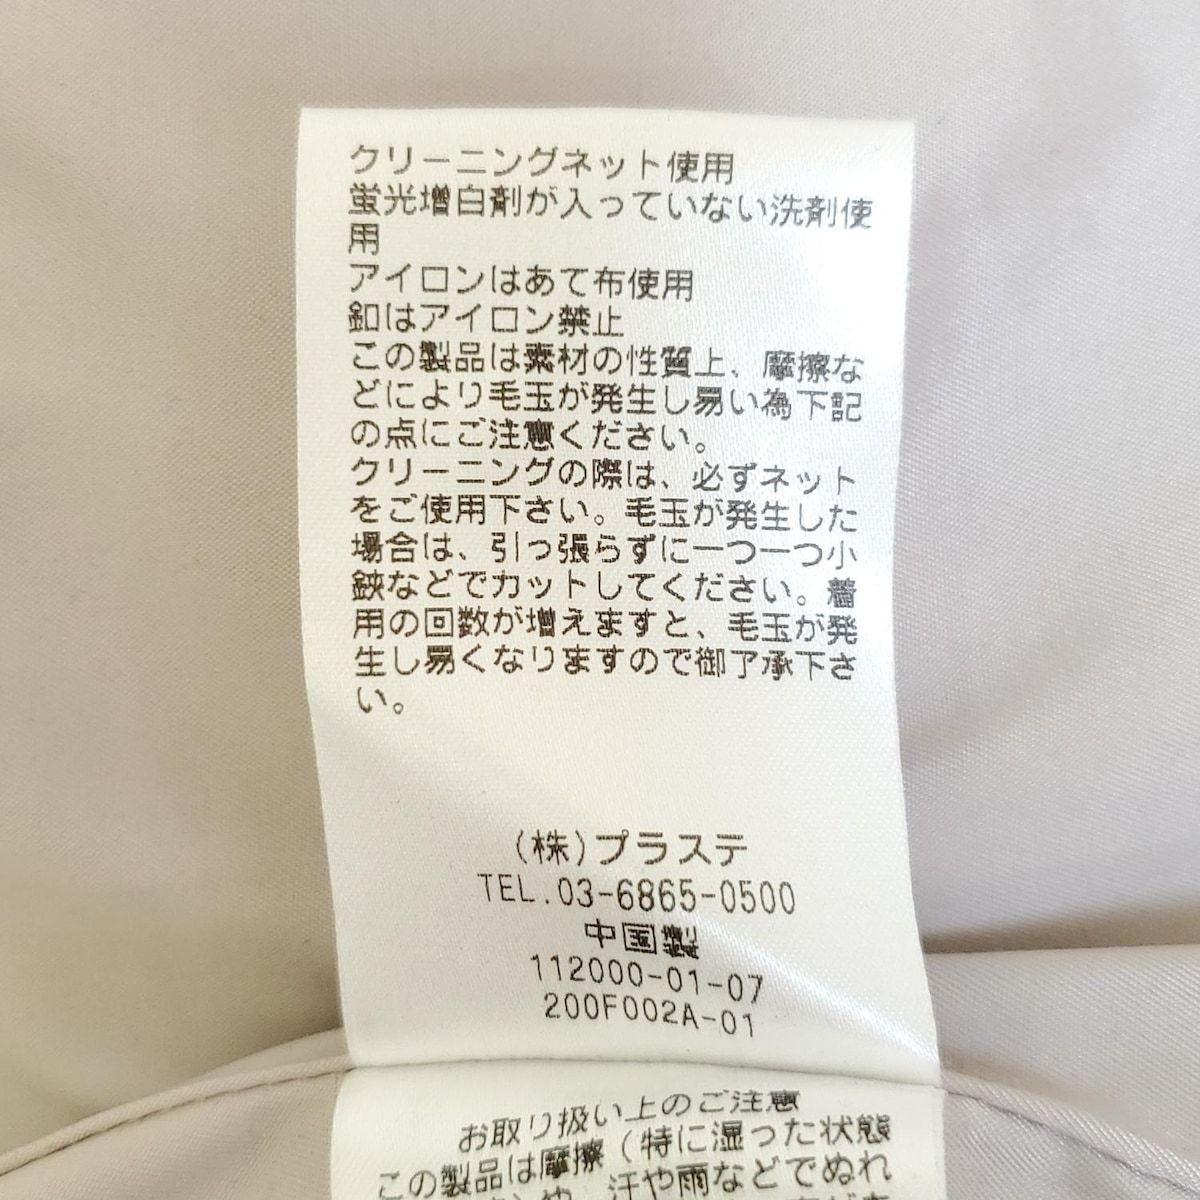 クリーニングネット使用
蛍光増白剤が入っていない洗剤使
用
アイロンはあて布使用
釦はアイロン禁止
この製品は素材の性質上、摩擦な
どにより毛玉が発生し易い為下記
の点にご注意ください。
クリーニングの際は、必ずネット
をご使用下さい。毛玉が発生した
場合は、引っ張らずに一つ一つ小
鋏などでカットしてください。着
用の回数が増えますと、毛玉が発
生し易くなりますので御了承下さ
い。
(株)プラステ
TEL.03-6865-0500
中国製
112000-01-07
200F002A-01
お取り扱い上のご注意
この製品は摩擦(特に湿った状態
汗や雨などでぬれ